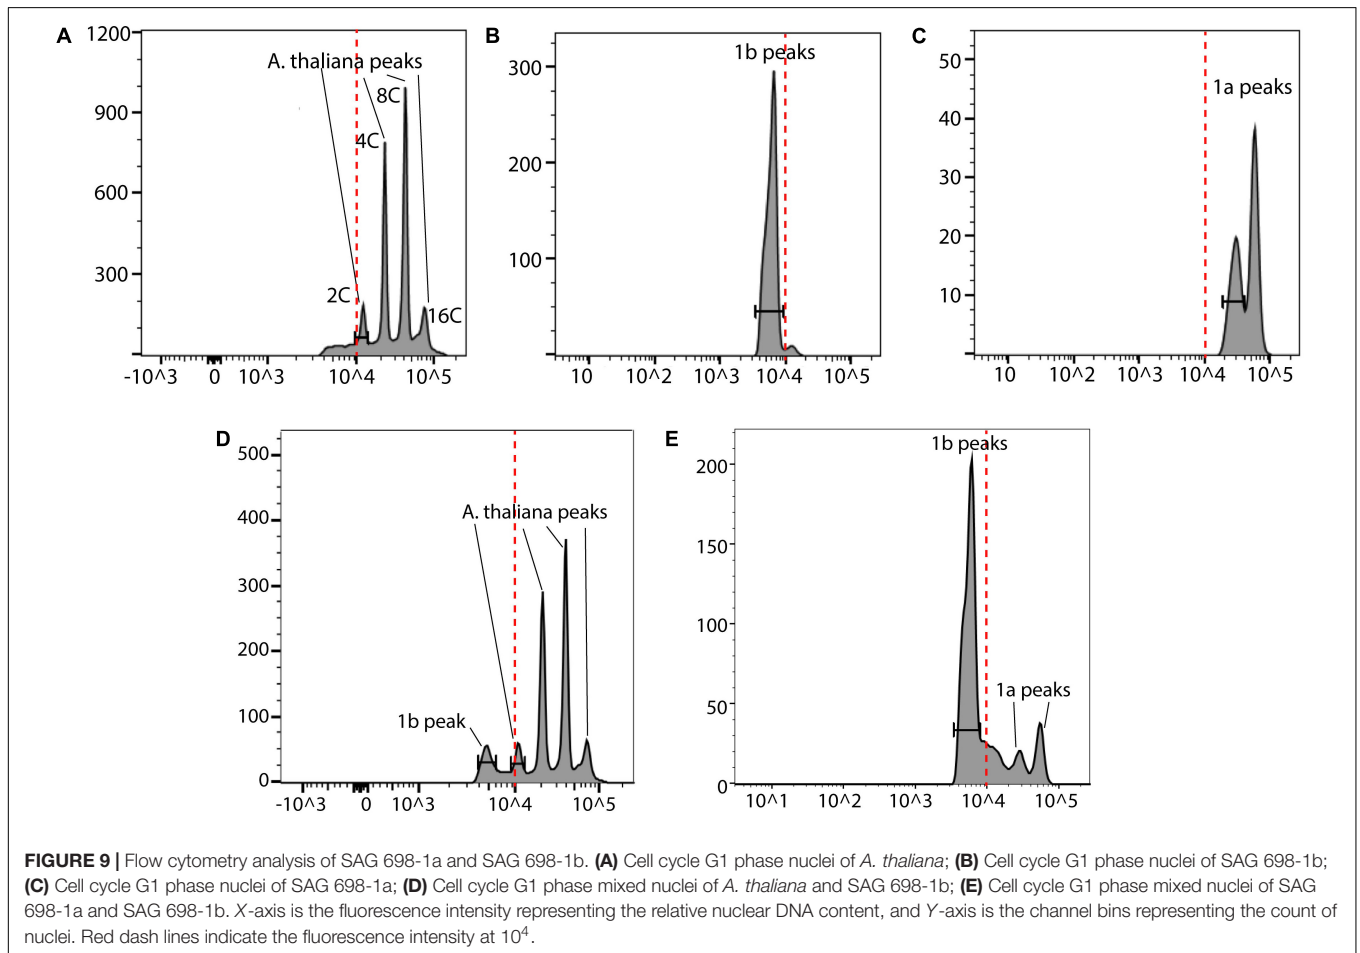 A
1200
900
600
300
A. thaliana peaks
8C
4C
2C
16C
-10^3 0 10^3 10^4 10^5
B
300
200
100
1b peaks
10 10^2 10^3 10^4 10^5
C
50
40
30
20
10
1a peaks
10 10^2 10^3 10^4 10^5
D
500
400
300
200
100
0
A. thaliana peaks
1b peak
-10^3 0 10^3 10^4 10^5
E
200
150
100
50
0
1b peaks
1a peaks
10^1 10^2 10^3 10^4 10^5
FIGURE 9 | Flow cytometry analysis of SAG 698-1a and SAG 698-1b. (A) Cell cycle G1 phase nuclei of A. thaliana; (B) Cell cycle G1 phase nuclei of SAG 698-1b;
(C) Cell cycle G1 phase nuclei of SAG 698-1a; (D) Cell cycle G1 phase mixed nuclei of A. thaliana and SAG 698-1b; (E) Cell cycle G1 phase mixed nuclei of SAG
698-1a and SAG 698-1b. X-axis is the fluorescence intensity representing the relative nuclear DNA content, and Y-axis is the channel bins representing the count of
nuclei. Red dash lines indicate the fluorescence intensity at 10⁴.